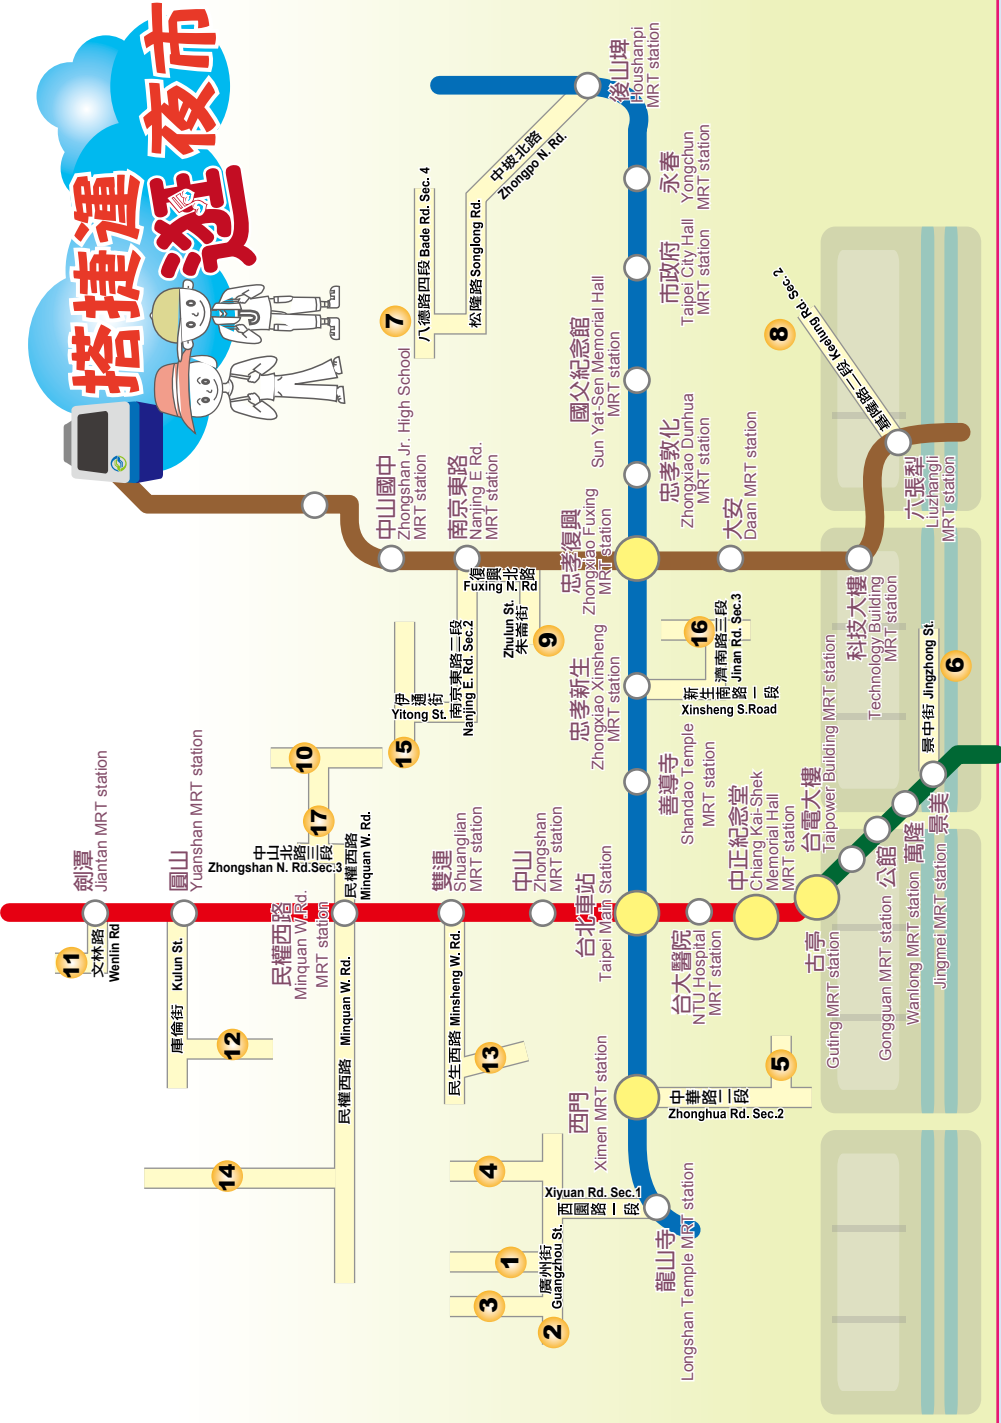 搭捷運
逛夜市
7
八德路四段 Bade Rd. Sec. 4
松隆路 Songlong Rd.
中坡北路
Zhongpo N. Rd.
後山埤
Houshanpi
MRT station
永春
Yongchun
MRT station
市政府
Taipei City Hall
MRT station
國父紀念館
Sun Yat-Sen Memorial Hall
MRT station
忠孝敦化
Zhongxiao Dunhua
MRT station
8
基隆路二段 Keelung Rd. Sec.2
六張犁
Liuzhangli
MRT station
中山國中
Zhongshan Jr. High School
MRT station
南京東路
Nanjing E. Rd.
MRT station
忠孝復興
Zhongxiao Fuxing
MRT station
大安
Daan MRT station
科技大樓
Technology Building
MRT station
復興北路
Fuxing N. Rd
Zhulun St.
朱崙街
9
伊通街
Yitong St.
南京東路二段
Nanjing E. Rd. Sec.2
15
忠孝新生
Zhongxiao Xinsheng
MRT station
16
濟南路三段
Jinan Rd. Sec.3
新生南路一段
Xinsheng S.Road
6
景中街 Jingzhong St.
10
17
中山北路三段
Zhongshan N. Rd.Sec.3
民權西路
Minquan W. Rd.
善導寺
Shandao Temple
MRT station
劍潭
Jiantan MRT station
圓山
Yuanshan MRT station
民權西路
Minquan W.Rd.
MRT station
雙連
Shuanglian
MRT station
中山
Zhongshan
MRT station
台北車站
Taipei Main Station
台大醫院
NTU Hospital
MRT station
中正紀念堂
Chiang Kai-Shek
Memorial Hall
MRT station
台電大樓
Taipower Building MRT station
古亭
Guting MRT station
公館
Gongguan MRT station
萬隆
Wanlong MRT station
景美
Jingmei MRT station
11
文林路
Wenlin Rd
庫倫街 Kulun St.
12
民權西路 Minquan W. Rd.
14
民生西路 Minsheng W. Rd.
13
西門
Ximen MRT station
中華路二段
Zhonghua Rd. Sec.2
5
4
Xiyuan Rd. Sec.1
西園路一段
廣州街
Guangzhou St.
1
3
2
龍山寺
Longshan Temple MRT station